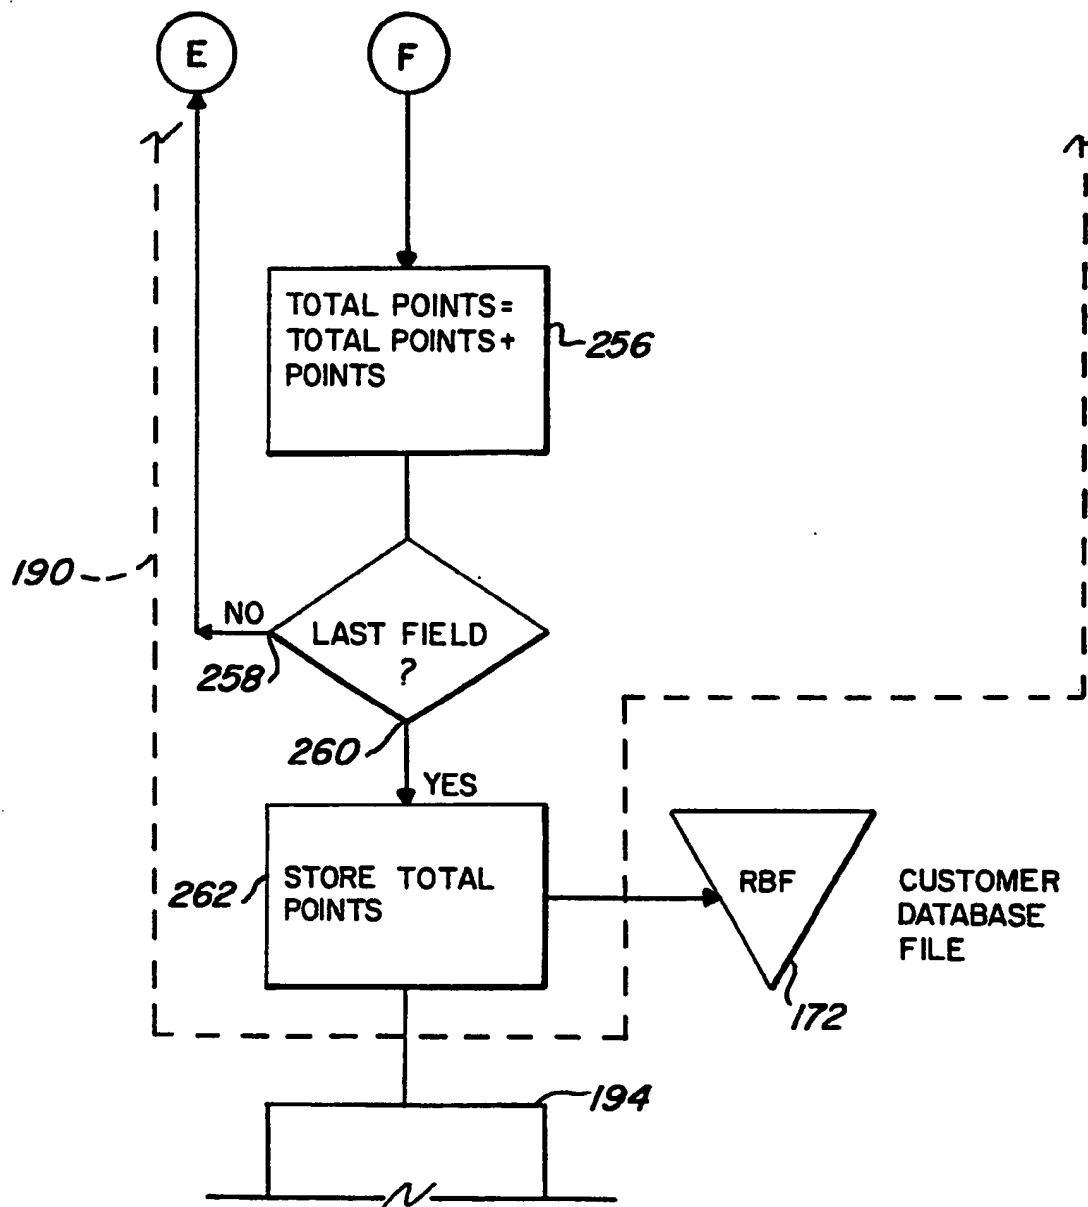 E
F
TOTAL POINTS=
TOTAL POINTS+
POINTS
256
190
NO
LAST FIELD
?
258
260
YES
262
STORE TOTAL
POINTS
RBF
CUSTOMER
DATABASE
FILE
172
194